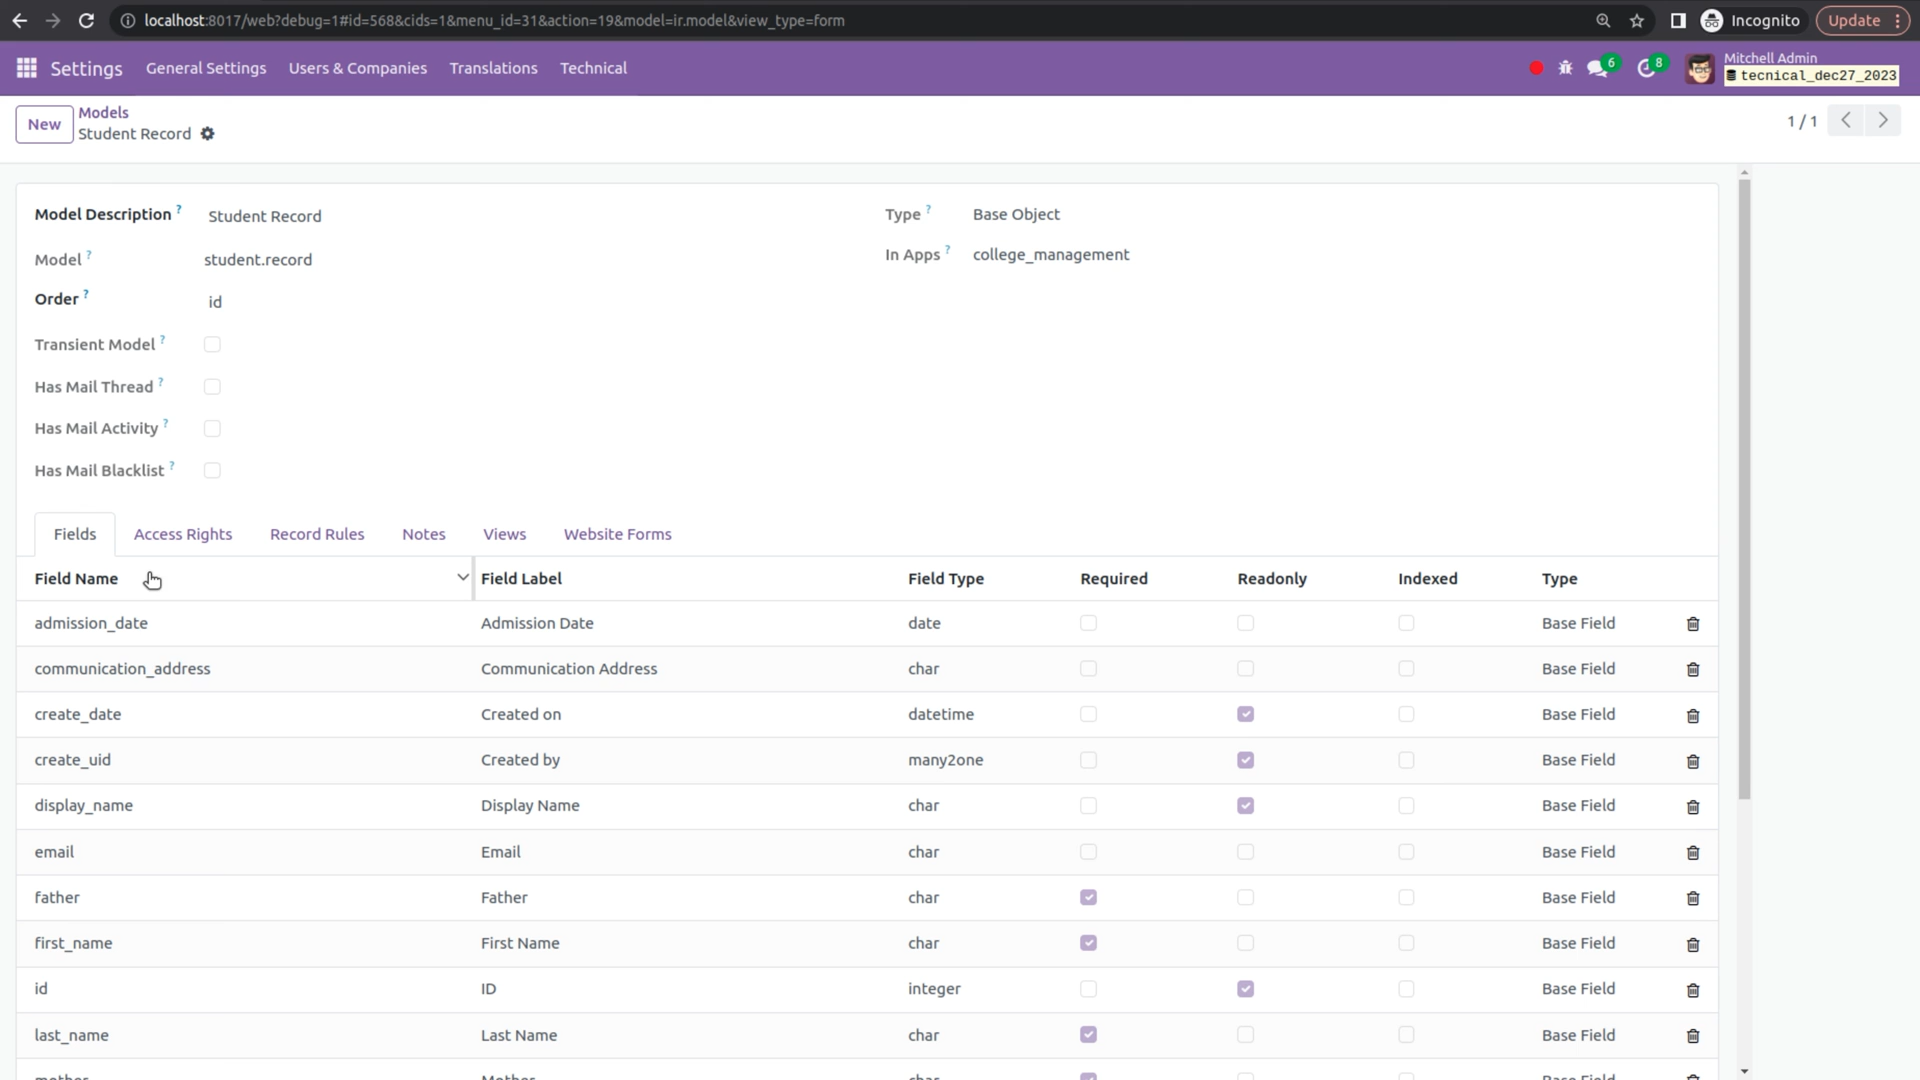 localhost:8017/web?debug=1#id=568&cids=1&menu_id=31&action=19&model=ir.model&view_type=form
Incognito
Update
Settings
General Settings
Users & Companies
Translations
Technical
6
8
Mitchell Admin
tecnical_dec27_2023
New
Models
Student Record
1 / 1
Model Description ?
Student Record
Type ?
Base Object
Model ?
student.record
In Apps ?
college_management
Order ?
id
Transient Model ?
Has Mail Thread ?
Has Mail Activity ?
Has Mail Blacklist ?
Fields Access Rights Record Rules Notes Views Website Forms
Field Name Field Label Field Type Required Readonly Indexed Type
admission_date Admission Date date Base Field
communication_address Communication Address char Base Field
create_date Created on datetime Base Field
create_uid Created by many2one Base Field
display_name Display Name char Base Field
email Email char Base Field
father Father char Base Field
first_name First Name char Base Field
id ID integer Base Field
last_name Last Name char Base Field
mother Mother char Base Field